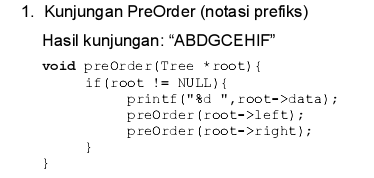 1. Kunjungan PreOrder (notasi prefiks)
Hasil kunjungan: “ABDGCEHIF”
void preOrder(Tree *root){
if(root != NULL){
printf("%d ",root->data);
preOrder(root->left);
preOrder(root->right);
}
}